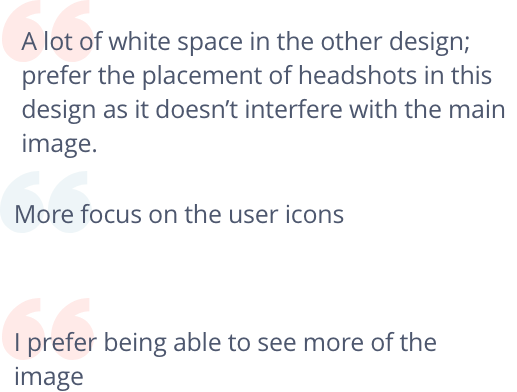 A lot of white space in the other design;
prefer the placement of headshots in this
design as it doesn’t interfere with the main
image.
More focus on the user icons
I prefer being able to see more of the
image